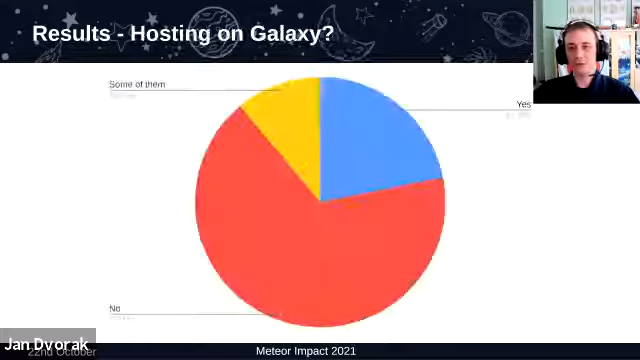 Results - Hosting on Galaxy?
Some of them
Yes
No
Jan Dvorak
22nd October
Meteor Impact 2021